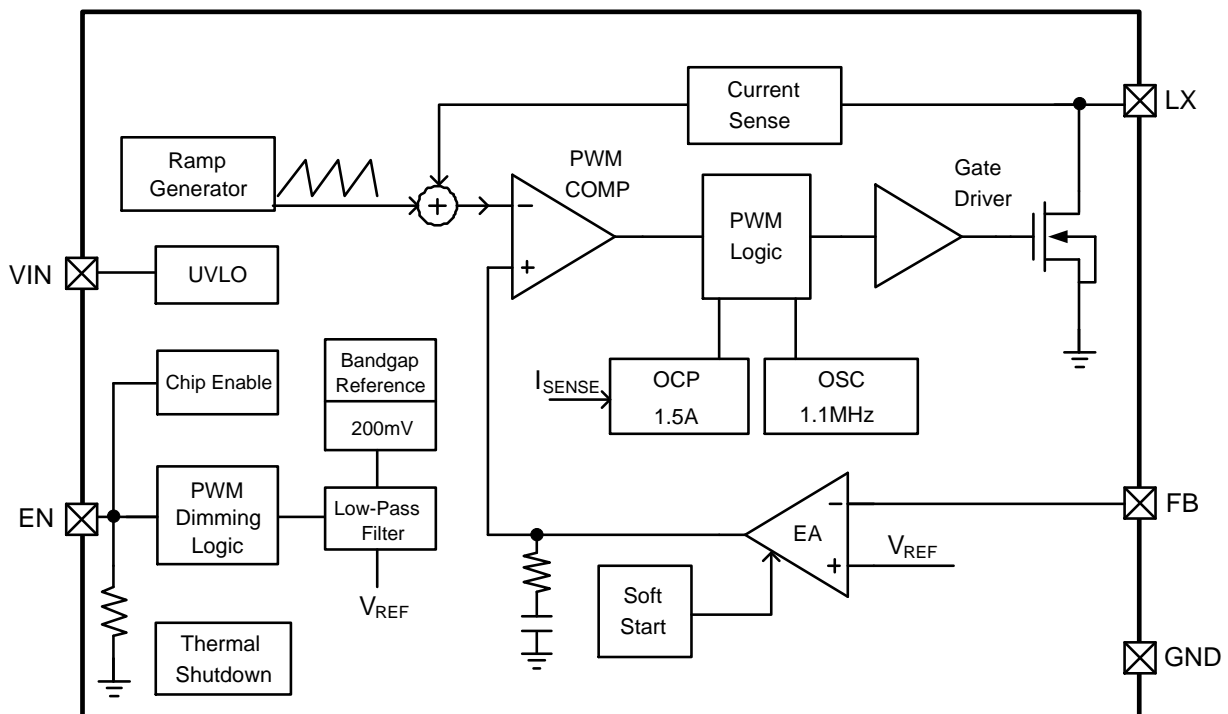 Current
Sense
LX
Ramp
Generator
+
PWM
COMP
−
+
PWM
Logic
Gate
Driver
VIN
UVLO
Chip Enable
Bandgap
Reference
200mV
ISENSE
OCP
1.5A
OSC
1.1MHz
EN
PWM
Dimming
Logic
Low-Pass
Filter
VREF
EA
−
+
VREF
FB
Soft
Start
Thermal
Shutdown
GND